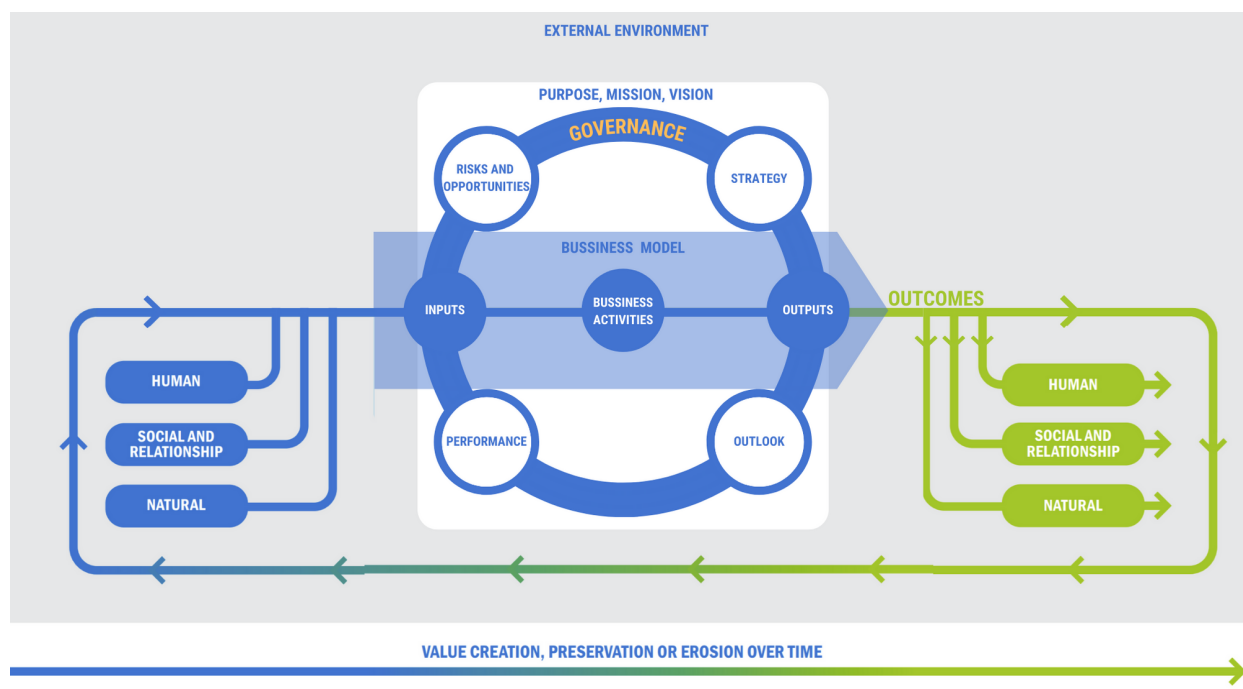 EXTERNAL ENVIRONMENT
PURPOSE, MISSION, VISION
GOVERNANCE
RISKS AND
OPPORTUNITIES
STRATEGY
BUSSINESS MODEL
INPUTS
BUSSINESS
ACTIVITIES
OUTPUTS
OUTCOMES
HUMAN
SOCIAL AND
RELATIONSHIP
NATURAL
PERFORMANCE
OUTLOOK
HUMAN
SOCIAL AND
RELATIONSHIP
NATURAL
VALUE CREATION, PRESERVATION OR EROSION OVER TIME